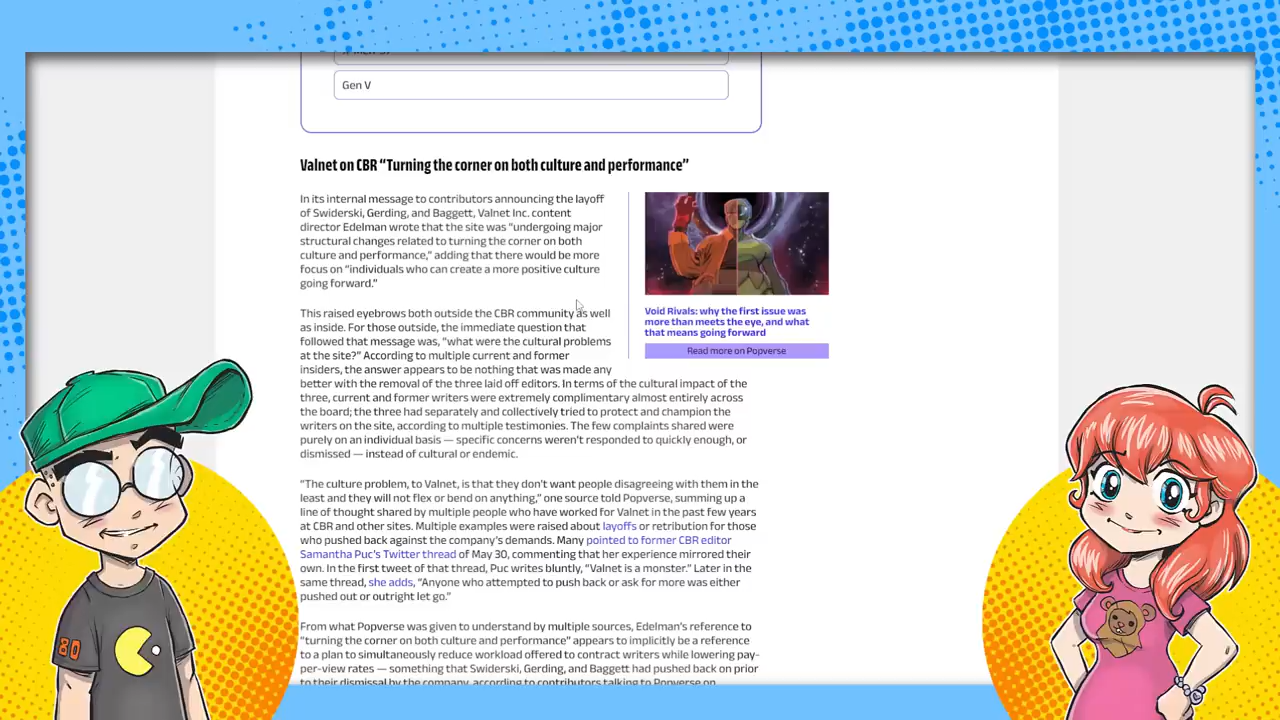 Gen V
Valnet on CBR “Turning the corner on both culture and performance”
In its internal message to contributors announcing the layoff
of Swiderski, Gerding, and Baggett, Valnet Inc. content
director Edelman wrote that the site was “undergoing major
structural changes related to turning the corner on both
culture and performance,” adding that there would be more
focus on “individuals who can create a more positive culture
going forward.”
This raised eyebrows both outside the CBR community as well
as inside. For those outside, the immediate question that
followed that message was, “what were the cultural problems
at the site?” According to multiple current and former
insiders, the answer appears to be nothing that was made any
better with the removal of the three laid off editors. In terms of the cultural impact of the
three, current and former writers were extremely complimentary almost entirely across
the board; the three had separately and collectively tried to protect and champion the
writers on the site, according to multiple testimonies. The few complaints shared were
purely on an individual basis — specific concerns weren’t responded to quickly enough, or
dismissed — instead of cultural or endemic.
Void Rivals: why the first issue was
more than meets the eye, and what
that means going forward
Read more on Popverse
“The culture problem, to Valnet, is that they don’t want people disagreeing with them in the
least and they will not flex or bend on anything,” one source told Popverse, summing up a
line of thought shared by multiple people who have worked for Valnet in the past few years
at CBR and other sites. Multiple examples were raised about layoffs or retribution for those
who pushed back against the company’s demands. Many pointed to former CBR editor
Samantha Puc’s Twitter thread of May 30, commenting that her experience mirrored their
own. In the first tweet of that thread, Puc writes bluntly, “Valnet is a monster.” Later in the
same thread, she adds, “Anyone who attempted to push back or ask for more was either
pushed out or outright let go.”
From what Popverse was given to understand by multiple sources, Edelman’s reference to
“turning the corner on both culture and performance” appears to implicitly be a reference
to a plan to simultaneously reduce workload offered to contract writers while lowering pay-
per-view rates — something that Swiderski, Gerding, and Baggett had pushed back on prior
to their dismissal by the company, according to contributors talking to Popverse on
80